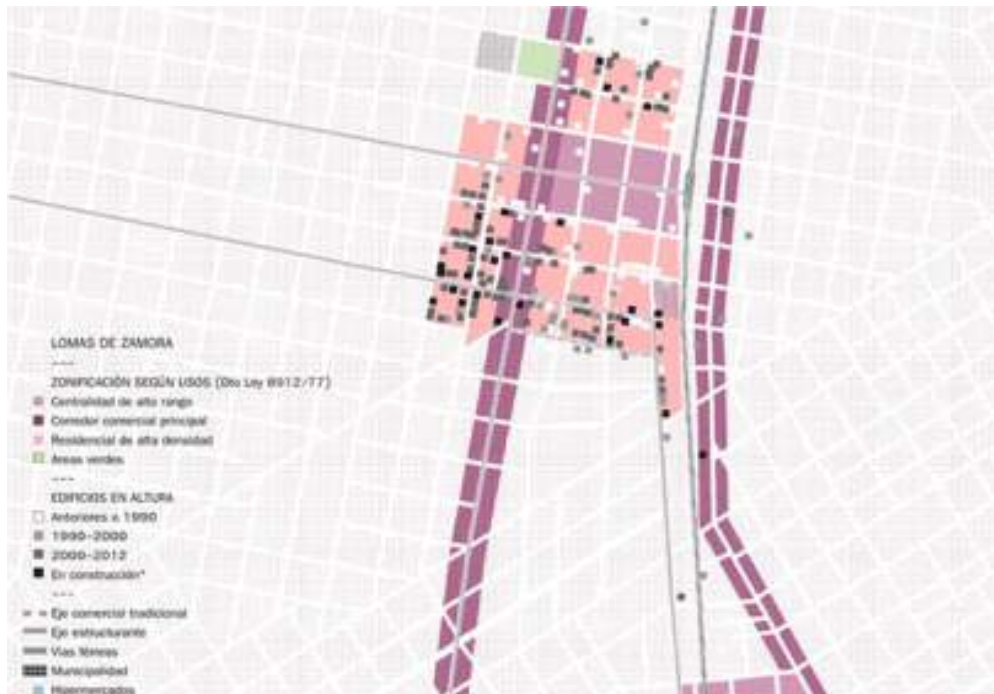 LOMAS DE ZAMORA
---
ZONIFICACIÓN SEGÚN USOS (Dto Ley 8912/77)
Centralidad de alto rango
Corredor comercial principal
Residencial de alta densidad
Areas verdes
---
EDIFICIOS EN ALTURA
Anteriores a 1990
1990-2000
2000-2012
En construcción*
---
Eje comercial tradicional
Eje estructurante
Vías férreas
Municipalidad
Hipermercados